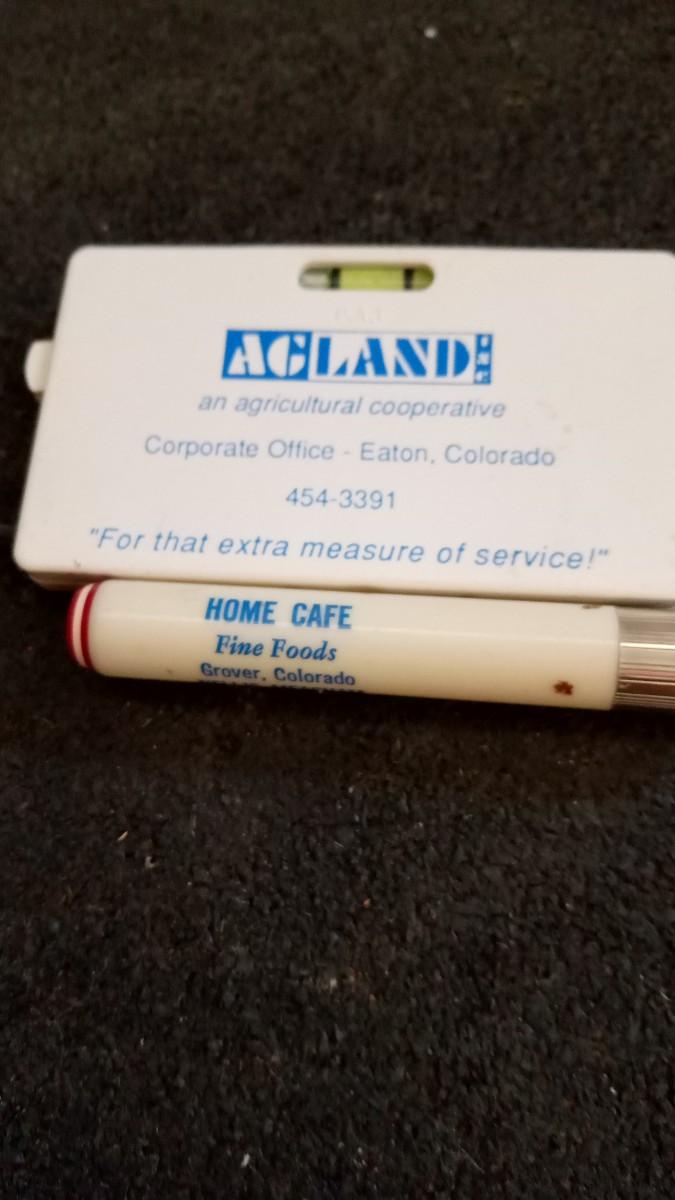 AGLAND INC
an agricultural cooperative
Corporate Office - Eaton, Colorado
454-3391
"For that extra measure of service!"
HOME CAFE
Fine Foods
Grover, Colorado